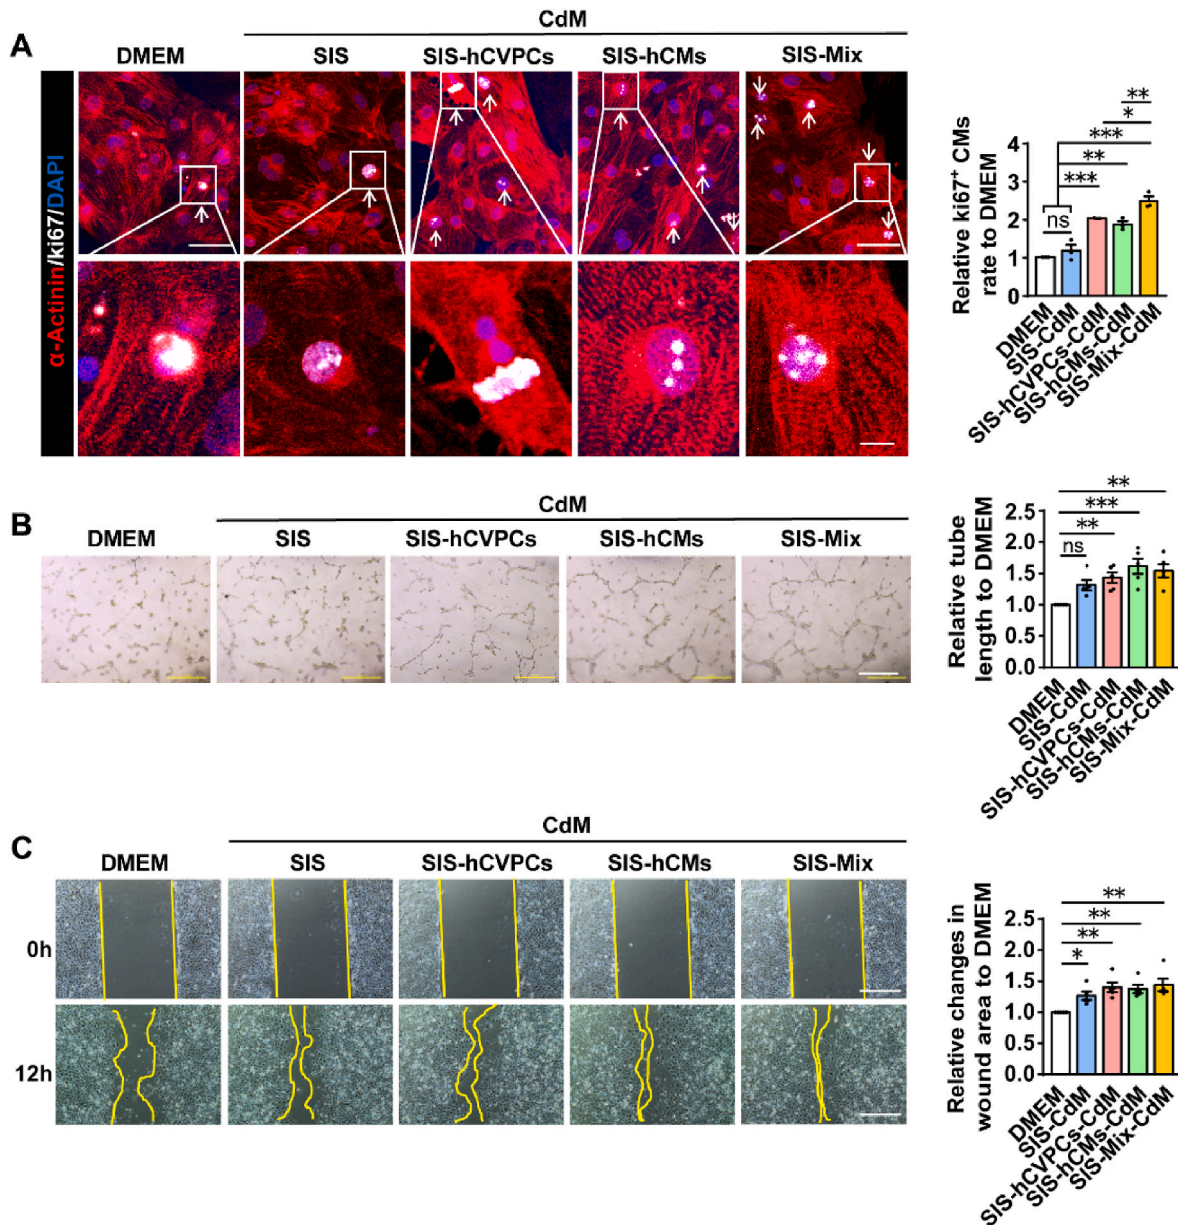 A
CdM
DMEM SIS SIS-hCVPCs SIS-hCMs SIS-Mix
α-Actinin/ki67/DAPI
Relative ki67⁺ CMs
rate to DMEM
4
3
2
1
0
ns
***
**
***
*
**
DMEM
SIS-CdM
SIS-hCVPCs-CdM
SIS-hCMs-CdM
SIS-Mix-CdM
B
CdM
DMEM SIS SIS-hCVPCs SIS-hCMs SIS-Mix
Relative tube
length to DMEM
2.5
2.0
1.5
1.0
0.5
0.0
ns
**
***
**
DMEM
SIS-CdM
SIS-hCVPCs-CdM
SIS-hCMs-CdM
SIS-Mix-CdM
C
CdM
DMEM SIS SIS-hCVPCs SIS-hCMs SIS-Mix
0h
12h
Relative changes in
wound area to DMEM
2.5
2.0
1.5
1.0
0.5
0.0
*
**
**
**
DMEM
SIS-CdM
SIS-hCVPCs-CdM
SIS-hCMs-CdM
SIS-Mix-CdM